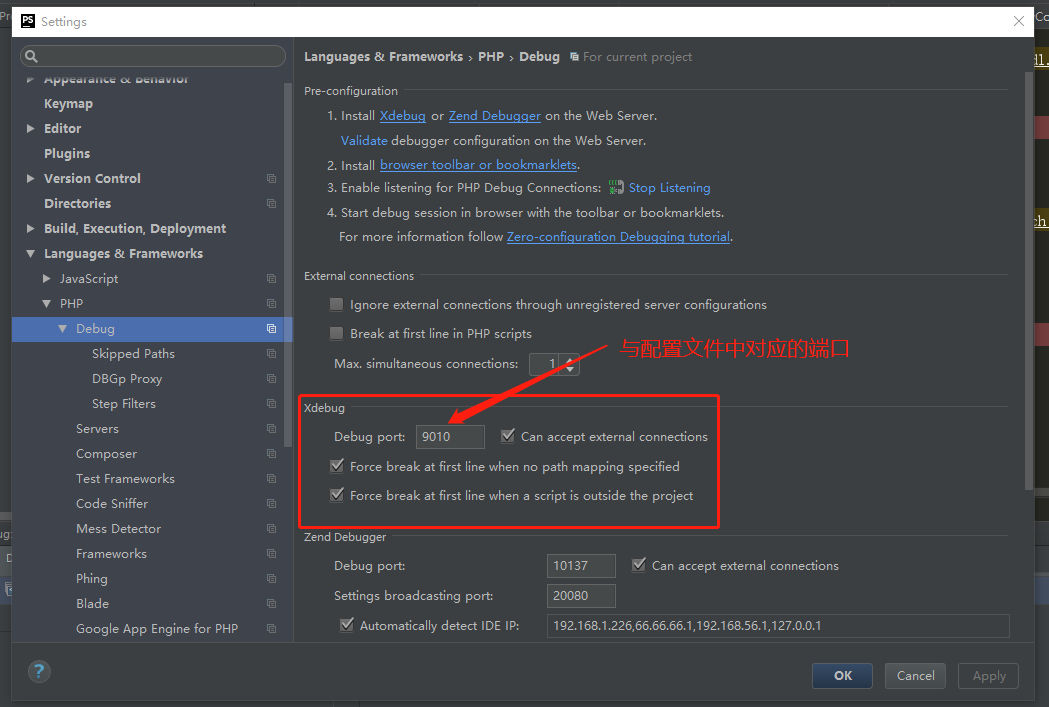 PS Settings
Appearance & Behavior
Keymap
Editor
Plugins
Version Control
Directories
Build, Execution, Deployment
Languages & Frameworks
JavaScript
PHP
Debug
Skipped Paths
DBGp Proxy
Step Filters
Servers
Composer
Test Frameworks
Code Sniffer
Mess Detector
Frameworks
Phing
Blade
Google App Engine for PHP
Languages & Frameworks › PHP › Debug For current project
Pre-configuration
1. Install Xdebug or Zend Debugger on the Web Server.
Validate debugger configuration on the Web Server.
2. Install browser toolbar or bookmarklets.
3. Enable listening for PHP Debug Connections: Stop Listening
4. Start debug session in browser with the toolbar or bookmarklets.
For more information follow Zero-configuration Debugging tutorial.
External connections
Ignore external connections through unregistered server configurations
Break at first line in PHP scripts
Max. simultaneous connections: 1
与配置文件中对应的端口
Xdebug
Debug port: 9010 Can accept external connections
Force break at first line when no path mapping specified
Force break at first line when a script is outside the project
Zend Debugger
Debug port: 10137 Can accept external connections
Settings broadcasting port: 20080
Automatically detect IDE IP: 192.168.1.226,66.66.66.1,192.168.56.1,127.0.0.1
? OK Cancel Apply